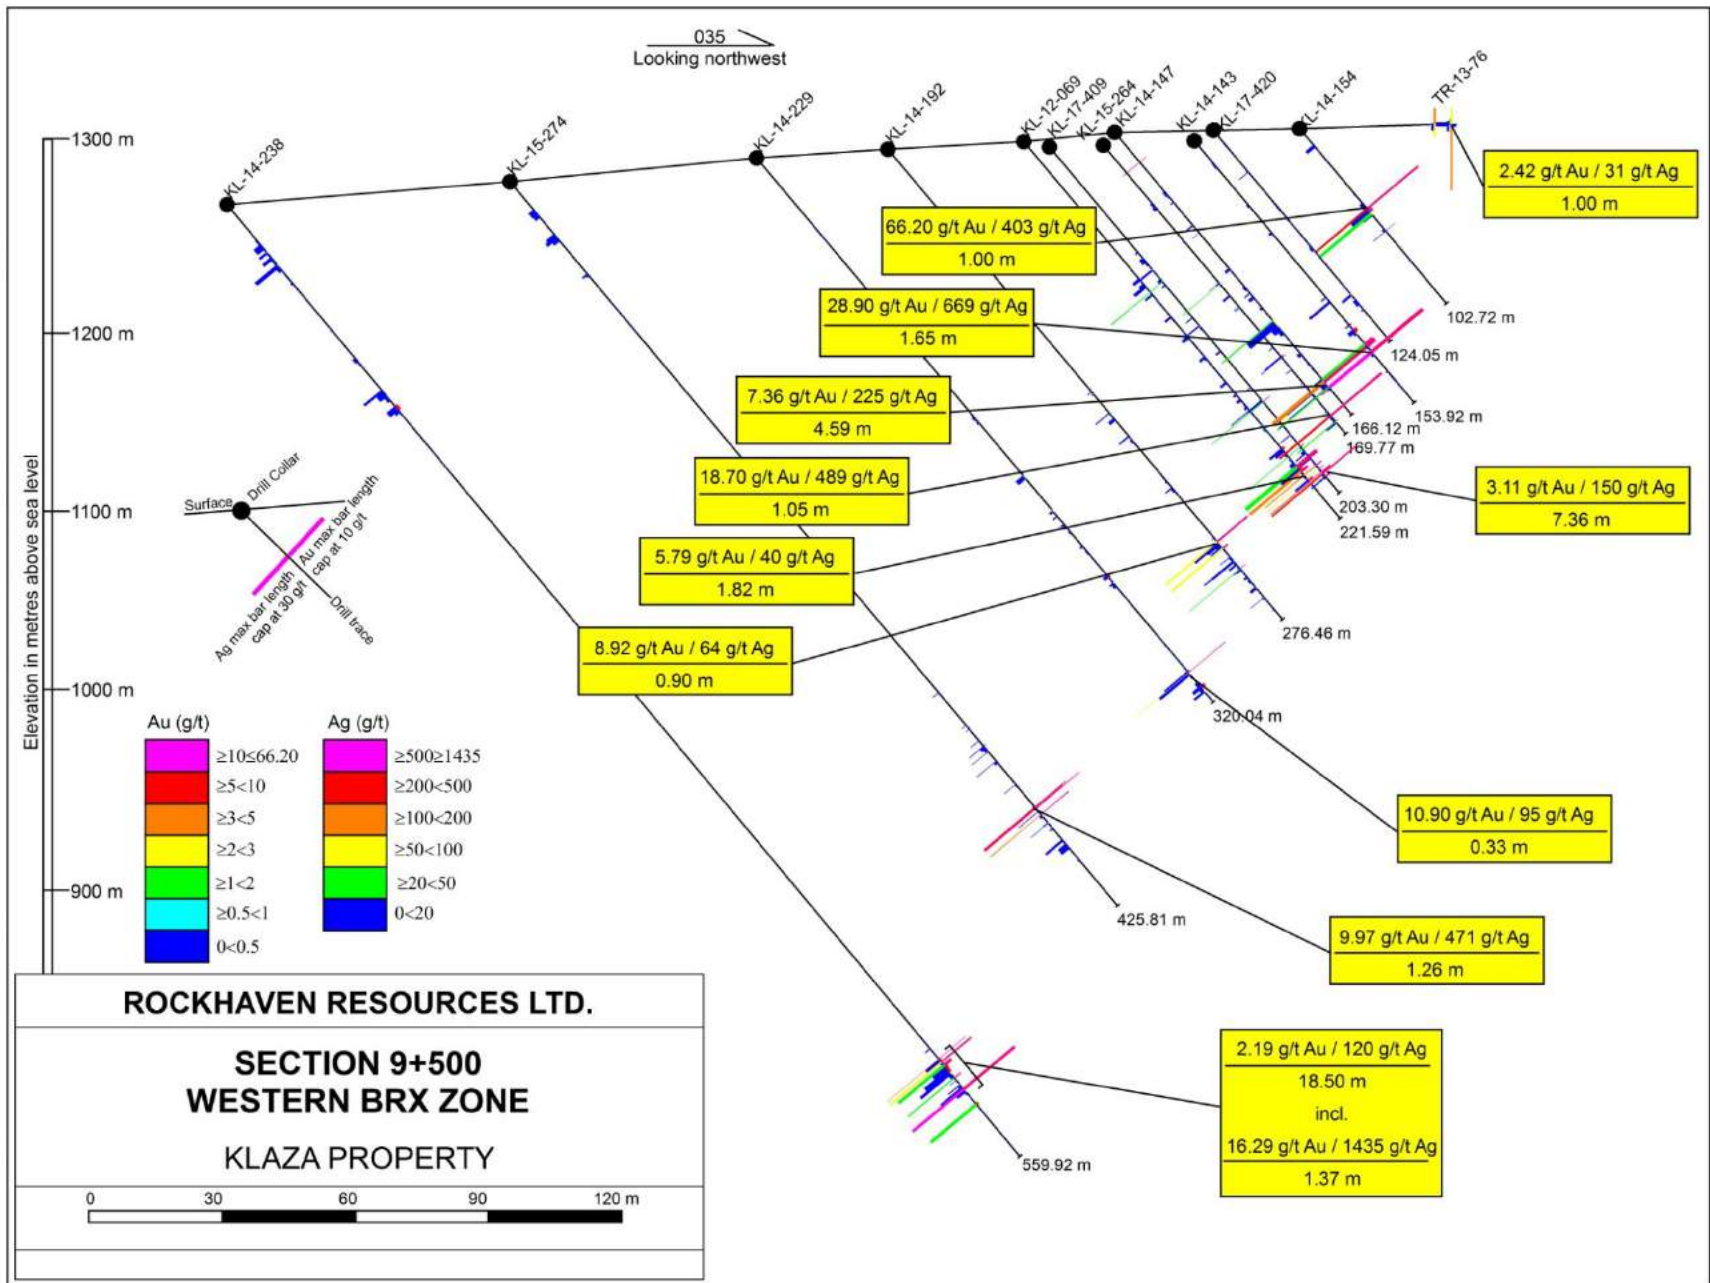 035
Looking northwest
KL-14-238
KL-15-274
KL-14-229
KL-14-192
KL-12-069
KL-17-409
KL-15-264
KL-14-147
KL-14-143
KL-17-420
KL-14-154
TR-13-76
1300 m
1200 m
1100 m
1000 m
900 m
Elevation in metres above sea level
2.42 g/t Au / 31 g/t Ag
1.00 m
66.20 g/t Au / 403 g/t Ag
1.00 m
28.90 g/t Au / 669 g/t Ag
1.65 m
7.36 g/t Au / 225 g/t Ag
4.59 m
18.70 g/t Au / 489 g/t Ag
1.05 m
5.79 g/t Au / 40 g/t Ag
1.82 m
8.92 g/t Au / 64 g/t Ag
0.90 m
3.11 g/t Au / 150 g/t Ag
7.36 m
10.90 g/t Au / 95 g/t Ag
0.33 m
9.97 g/t Au / 471 g/t Ag
1.26 m
2.19 g/t Au / 120 g/t Ag
18.50 m
incl.
16.29 g/t Au / 1435 g/t Ag
1.37 m
102.72 m
124.05 m
153.92 m
166.12 m
169.77 m
203.30 m
221.59 m
276.46 m
320.04 m
425.81 m
559.92 m
Surface
Drill Collar
Au max bar length
cap at 10 g/t
Ag max bar length
cap at 30 g/t
Drill trace
Au (g/t)
≥10≤66.20
≥5<10
≥3<5
≥2<3
≥1<2
≥0.5<1
0<0.5
Ag (g/t)
≥500≥1435
≥200<500
≥100<200
≥50<100
≥20<50
0<20
ROCKHAVEN RESOURCES LTD.
SECTION 9+500
WESTERN BRX ZONE
KLAZA PROPERTY
0 30 60 90 120 m